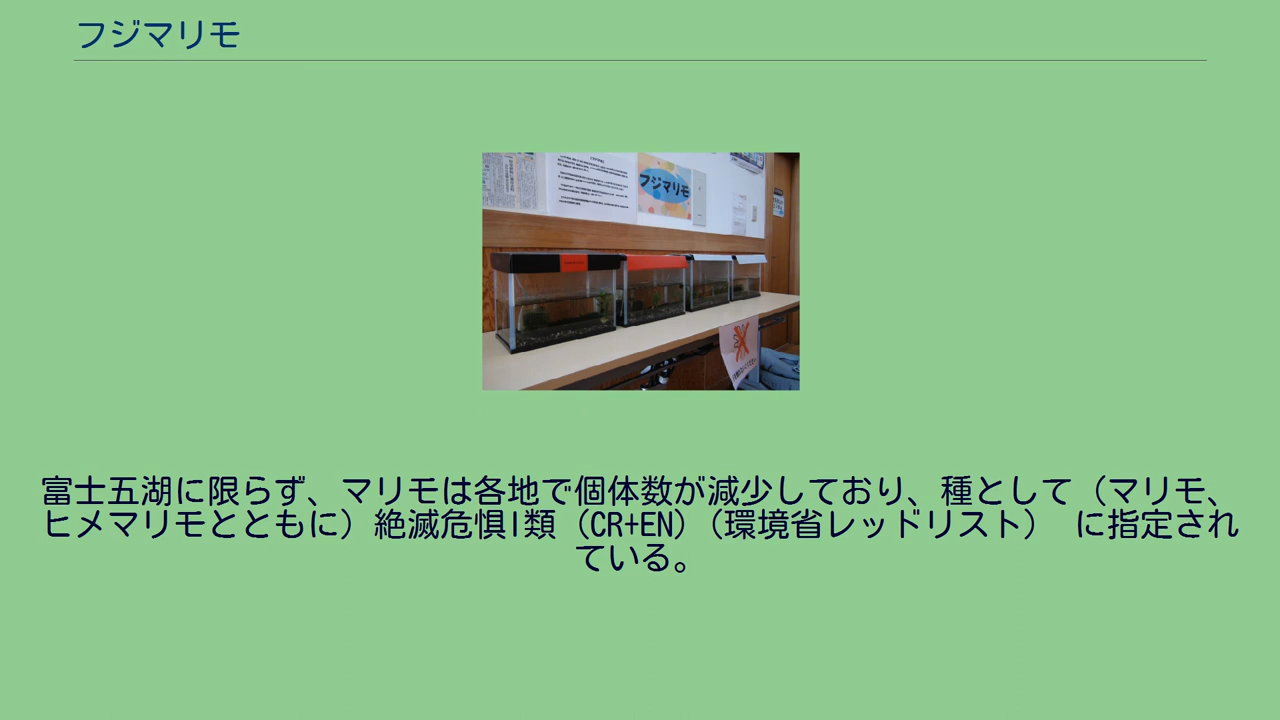 フジマリモ
フジマリモ
富士五湖に限らず、マリモは各地で個体数が減少しており、種として（マリモ、
ヒメマリモとともに）絶滅危惧I類（CR+EN）（環境省レッドリスト） に指定され
ている。